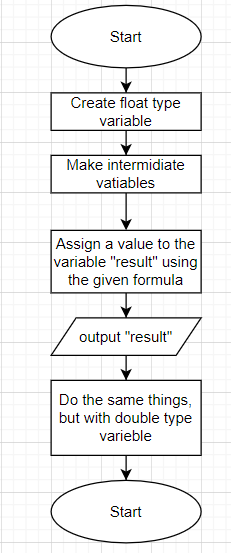 Start
Create float type
variable
Make intermidiate
vatiables
Assign a value to the
variable "result" using
the given formula
output "result"
Do the same things,
but with double type
varieble
Start